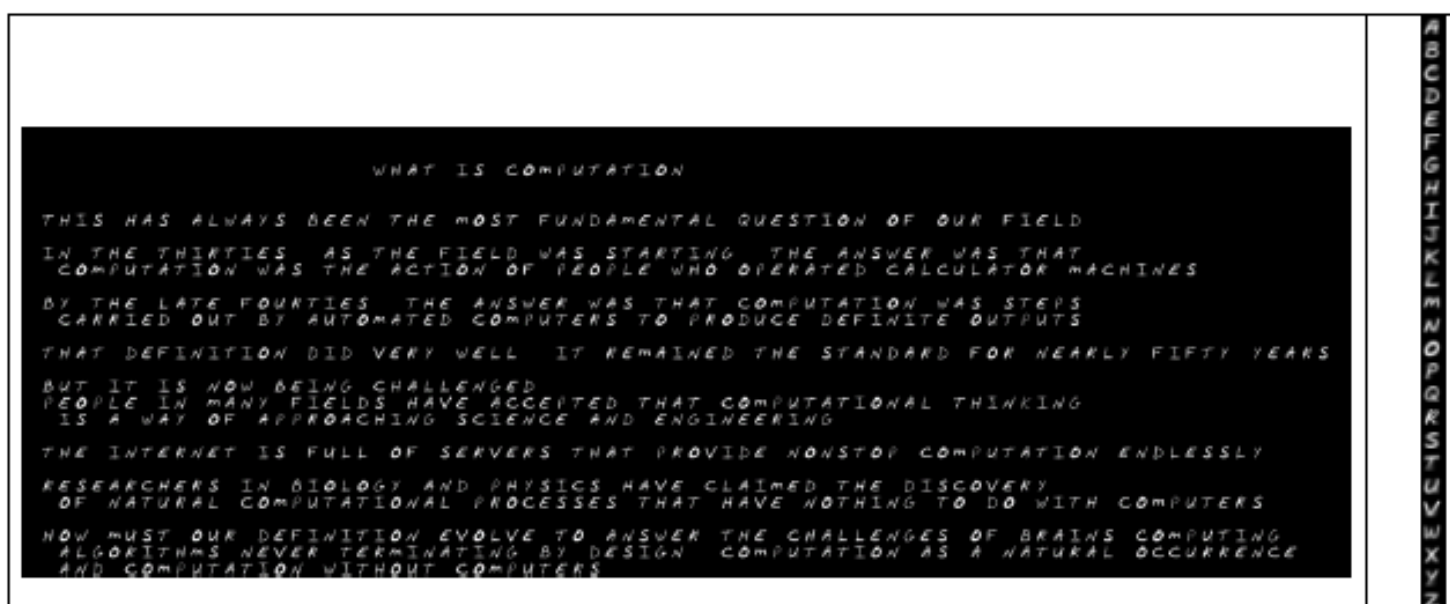 WHAT IS COMPUTATION
THIS HAS ALWAYS BEEN THE mOST FUNDAmENTAL QUESTION OF OUR FIELD
IN THE THIRTIES AS THE FIELD WAS STARTING THE ANSWER WAS THAT
COmPUTATION WAS THE ACTION OF PEOPLE WHO OPERATED CALCULATOR mACHINES
BY THE LATE FOURTIES THE ANSWER WAS THAT COmPUTATION WAS STEPS
CARRIED OUT BY AUTOmATED COmPUTERS TO PRODUCE DEFINITE OUTPUTS
THAT DEFINITION DID VERY WELL IT REmAINED THE STANDARD FOR NEARLY FIFTY YEARS
BUT IT IS NOW BEING CHALLENGED
PEOPLE IN mANY FIELDS HAVE ACCEPTED THAT COmPUTATIONAL THINKING
IS A WAY OF APPROACHING SCIENCE AND ENGINEERING
THE INTERNET IS FULL OF SERVERS THAT PROVIDE NONSTOP COmPUTATION ENDLESSLY
RESEARCHERS IN BIOLOGY AND PHYSICS HAVE CLAImED THE DISCOVERY
OF NATURAL COmPUTATIONAL PROCESSES THAT HAVE NOTHING TO DO WITH COmPUTERS
HOW mUST OUR DEFINITION EVOLVE TO ANSWER THE CHALLENGES OF BRAINS COmPUTING
ALGORITHmS NEVER TERmINATING BY DESIGN COmPUTATION AS A NATURAL OCCURRENCE
AND COmPUTATION WITHOUT COmPUTERS
A
B
C
D
E
F
G
H
I
J
K
L
m
N
O
P
Q
R
S
T
U
V
W
X
Y
Z